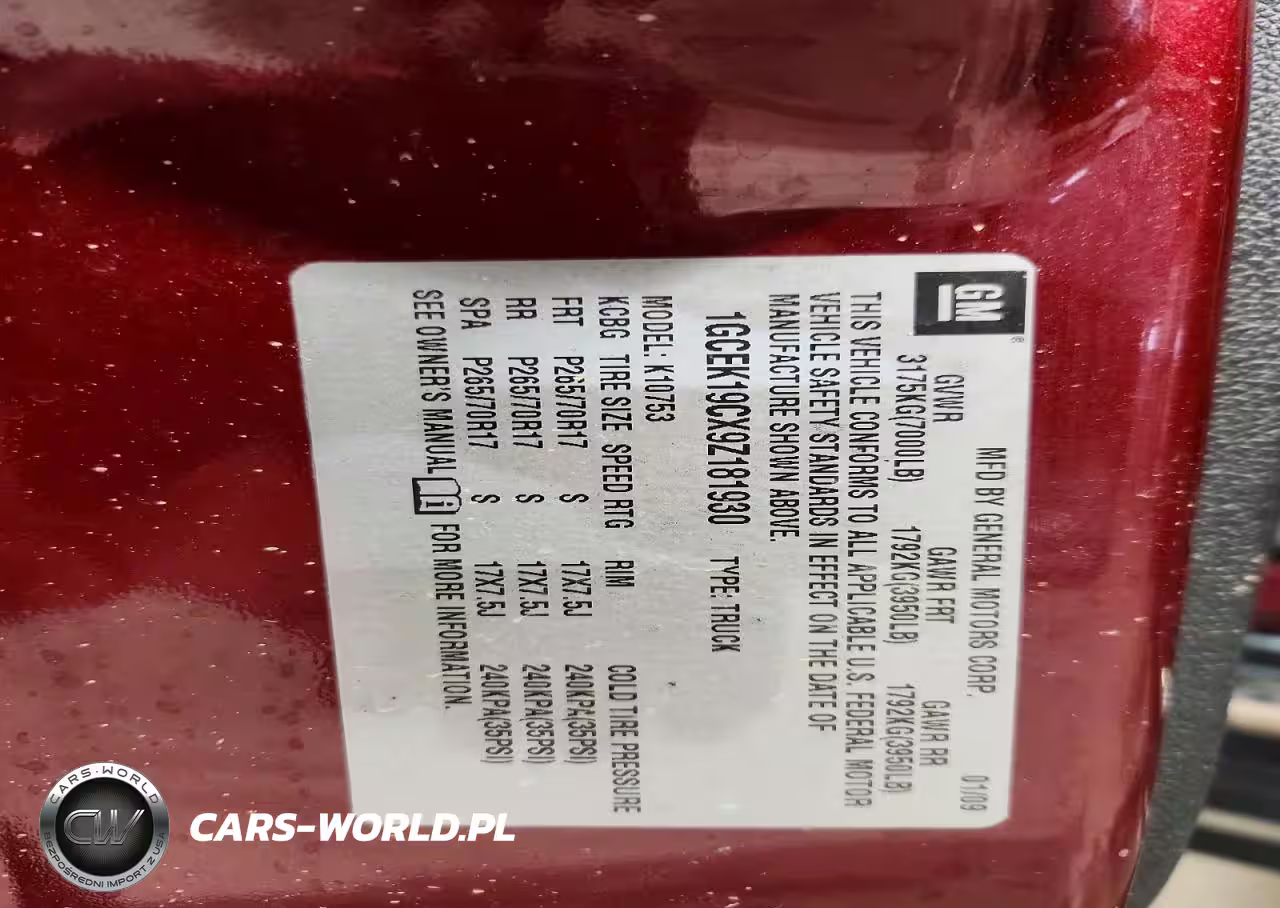 GM®
MFD BY GENERAL MOTORS CORP. 01/09
GVWR GAWR FRT GAWR RR
3175KG(7000LB) 1792KG(3950LB) 1792KG(3950LB)
THIS VEHICLE CONFORMS TO ALL APPLICABLE U.S. FEDERAL MOTOR
VEHICLE SAFETY STANDARDS IN EFFECT ON THE DATE OF
MANUFACTURE SHOWN ABOVE.
1GCEK19CX9Z181930 TYPE: TRUCK
MODEL: K10753
KCBG TIRE SIZE SPEED RTG RIM COLD TIRE PRESSURE
FRT P265/70R17 S 17X7.5J 240KPA(35PSI)
RR P265/70R17 S 17X7.5J 240KPA(35PSI)
SPA P265/70R17 S 17X7.5J 240KPA(35PSI)
SEE OWNER'S MANUAL FOR MORE INFORMATION.
CARS-WORLD
CW
BEZPOŚREDNI IMPORT Z USA
CARS-WORLD.PL